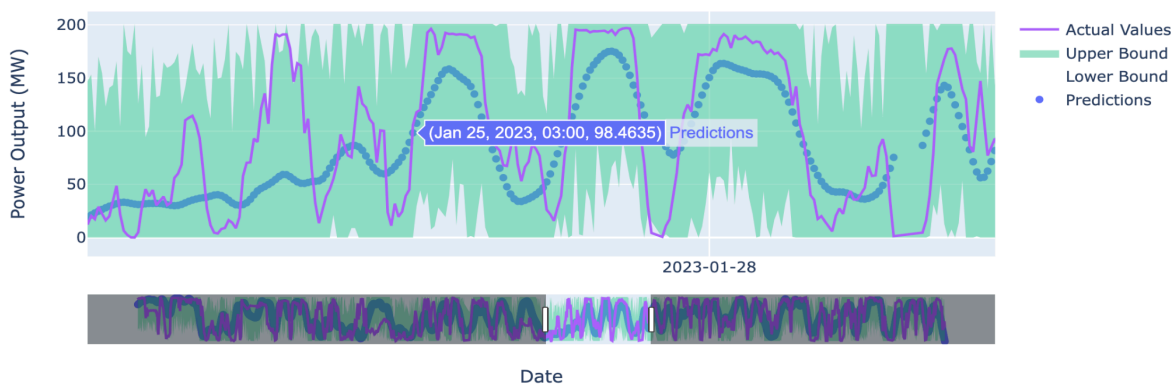 200
150
100
50
0
Power Output (MW)
(Jan 25, 2023, 03:00, 98.4635)
Predictions
2023-01-28
Date
Actual Values
Upper Bound
Lower Bound
Predictions